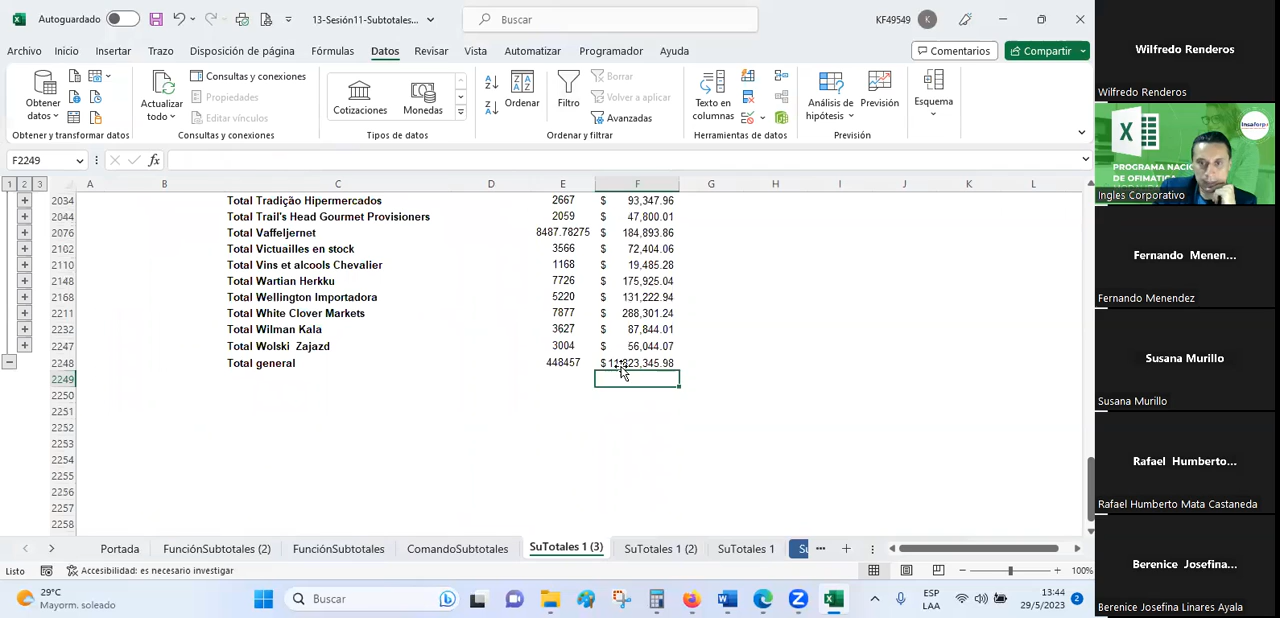 Autoguardado
13-Sesión11-Subtotales...
Buscar
KF49549
K
Archivo
Inicio
Insertar
Trazo
Disposición de página
Fórmulas
Datos
Revisar
Vista
Automatizar
Programador
Ayuda
Comentarios
Compartir
Obtener datos
Obtener y transformar datos
Actualizar todo
Consultas y conexiones
Propiedades
Editar vínculos
Consultas y conexiones
Cotizaciones
Monedas
Tipos de datos
Ordenar
Filtro
Borrar
Volver a aplicar
Avanzadas
Ordenar y filtrar
Texto en columnas
Herramientas de datos
Análisis de hipótesis
Previsión
Previsión
Esquema
F2249
fx
1 2 3
A B C D E F G H I J K L
2034 Total Tradição Hipermercados 2667 $ 93,347.96
2044 Total Trail's Head Gourmet Provisioners 2059 $ 47,800.01
2076 Total Vaffeljernet 8487.78275 $ 184,893.86
2102 Total Victuailles en stock 3566 $ 72,404.06
2110 Total Vins et alcools Chevalier 1168 $ 19,485.28
2148 Total Wartian Herkku 7726 $ 175,925.04
2168 Total Wellington Importadora 5220 $ 131,222.94
2211 Total White Clover Markets 7877 $ 288,301.24
2232 Total Wilman Kala 3627 $ 87,844.01
2247 Total Wolski Zajazd 3004 $ 56,044.07
2248 Total general 448457
2249
2250
2251
2252
2253
2254
2255
2256
2257
2258
Portada
FunciónSubtotales (2)
FunciónSubtotales
ComandoSubtotales
SuTotales 1 (3)
SuTotales 1 (2)
SuTotales 1
Listo
Accesibilidad: es necesario investigar
100%
29°C
Mayorm. soleado
Buscar
ESP
LAA
13:44
29/5/2023
2
Wilfredo Renderos
Wilfredo Renderos
Insaforp
PROGRAMA NACI
DE OFIMÁTICA
Ingles Corporativo
Fernando Menen...
Fernando Menendez
Susana Murillo
Susana Murillo
Rafael Humberto...
Rafael Humberto Mata Castaneda
Berenice Josefina...
Berenice Josefina Linares Ayala